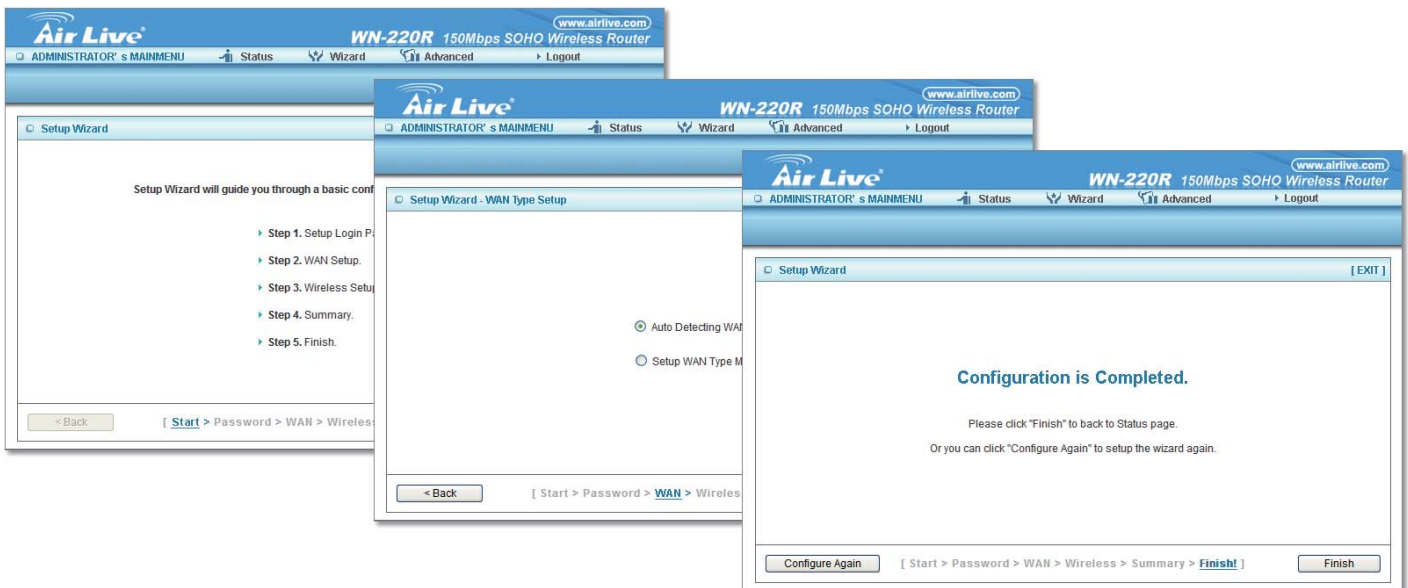 Air Live®
www.airlive.com
WN-220R 150Mbps SOHO Wireless Router
ADMINISTRATOR' s MAINMENU Status Wizard Advanced Logout
Setup Wizard
Setup Wizard will guide you through a basic
Step 1. Setup Login
Step 2. WAN Setup.
Step 3. Wireless
Step 4. Summary.
Step 5. Finish.
< Back [ Start > Password > WAN >
Air Live®
www.airlive.com
WN-220R 150Mbps SOHO Wireless Router
ADMINISTRATOR' s MAINMENU Status Wizard Advanced Logout
Setup Wizard - WAN Type Setup
Auto Detecting
Setup WAN Type
< Back [ Start > Password > WAN >
Air Live®
www.airlive.com
WN-220R 150Mbps SOHO Wireless Router
ADMINISTRATOR' s MAINMENU Status Wizard Advanced Logout
Setup Wizard [ EXIT ]
Configuration is Completed.
Please click "Finish" to back to Status page.
Or you can click "Configure Again" to setup the wizard again.
Configure Again [ Start > Password > WAN > Wireless > Summary > Finish! ] Finish